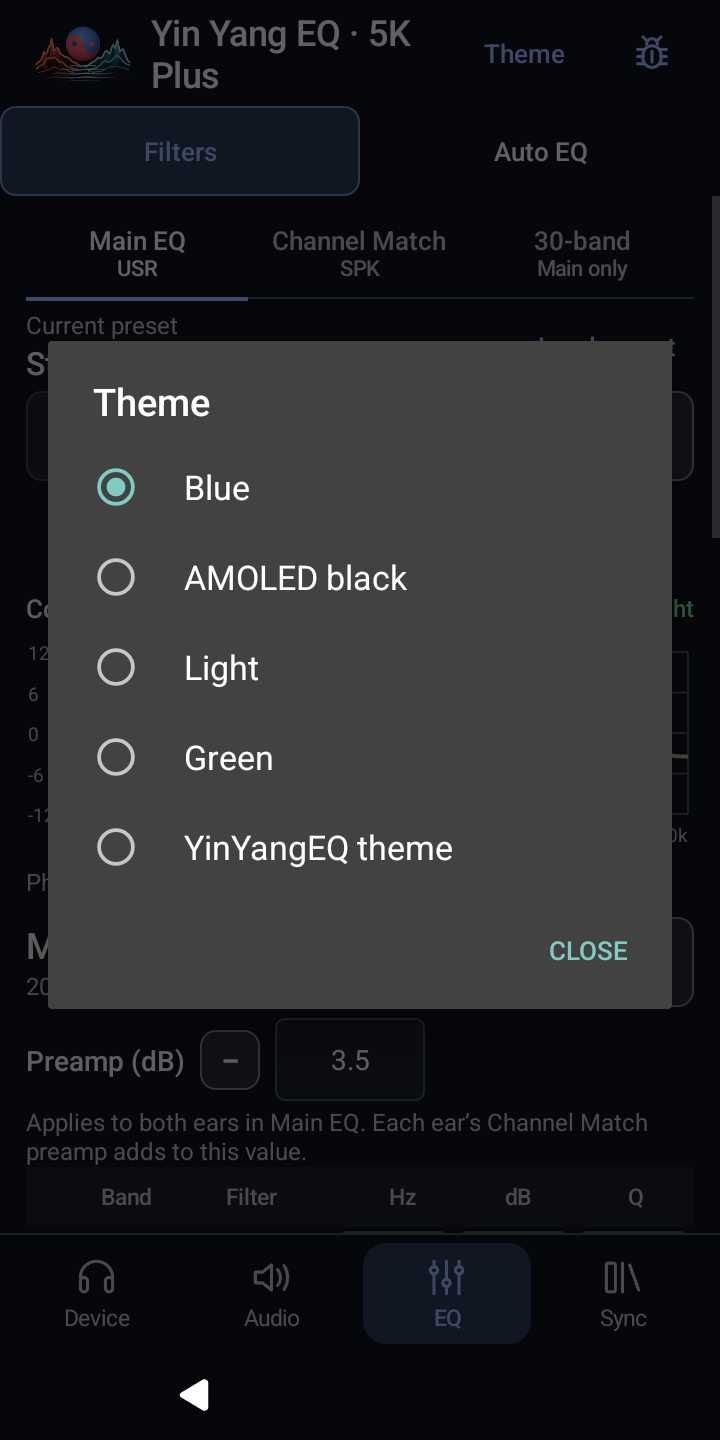 Yin Yang EQ · 5K
Plus
Theme
Filters
Auto EQ
Main EQ
USR
Channel Match
SPK
30-band
Main only
Current preset
Theme
Blue
AMOLED black
Light
12
6
0
-6
-12
Green
YinYangEQ theme
CLOSE
Preamp (dB)
−
3.5
Applies to both ears in Main EQ. Each ear’s Channel Match
preamp adds to this value.
Band
Filter
Hz
dB
Q
Device
Audio
EQ
Sync